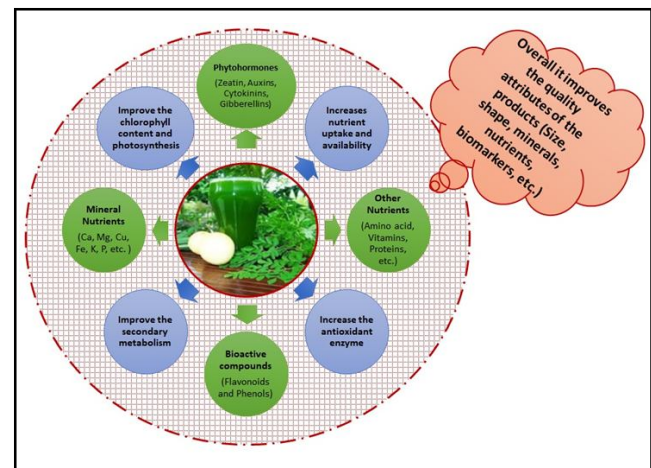 Phytohormones
(Zeatin, Auxins,
Cytokinins,
Gibberellins)
Increases
nutrient
uptake and
availability
Other
Nutrients
(Amino acid,
Vitamins,
Proteins,
etc.)
Increase the
antioxidant
enzyme
Bioactive
compounds
(Flavonoids
and Phenols)
Improve the
secondary
metabolism
Mineral
Nutrients
(Ca, Mg, Cu,
Fe, K, P, etc. )
Improve the
chlorophyll
content and
photosynthesis
Overall it improves
the quality
attributes of the
products (Size,
shape, minerals,
nutrients,
biomarkers, etc.)